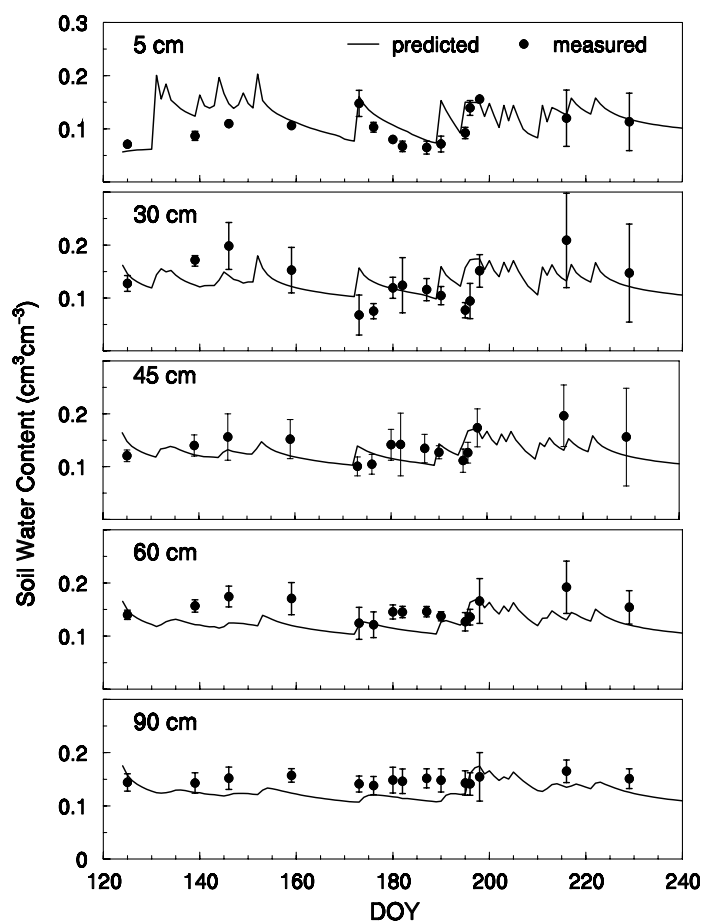 0.3
5 cm
predicted
measured
0.2
0.1
30 cm
0.2
0.1
45 cm
0.2
0.1
60 cm
0.2
0.1
90 cm
0.2
0.1
0
120 140 160 180 200 220 240
DOY
Soil Water Content (cm³cm⁻³)